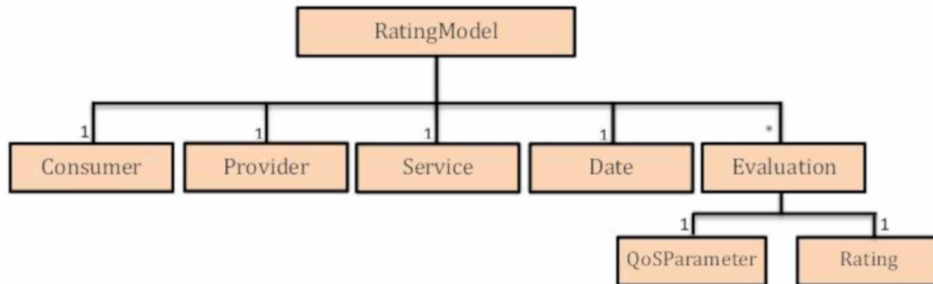 RatingModel
1 1 1 1 *
Consumer Provider Service Date Evaluation
1 1
QoSParameter Rating